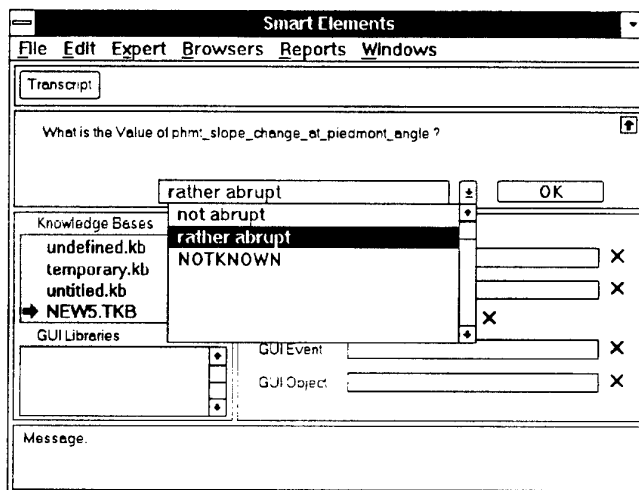 Smart Elements
File Edit Expert Browsers Reports Windows
Transcript
What is the Value of phmt_slope_change_at_piedmont_angle ?
rather abrupt
OK
not abrupt
rather abrupt
NOTKNOWN
Knowledge Bases
undefined.kb
temporary.kb
untitled.kb
NEW5.TKB
GUI Libraries
GUI Event
GUI Object
Message.